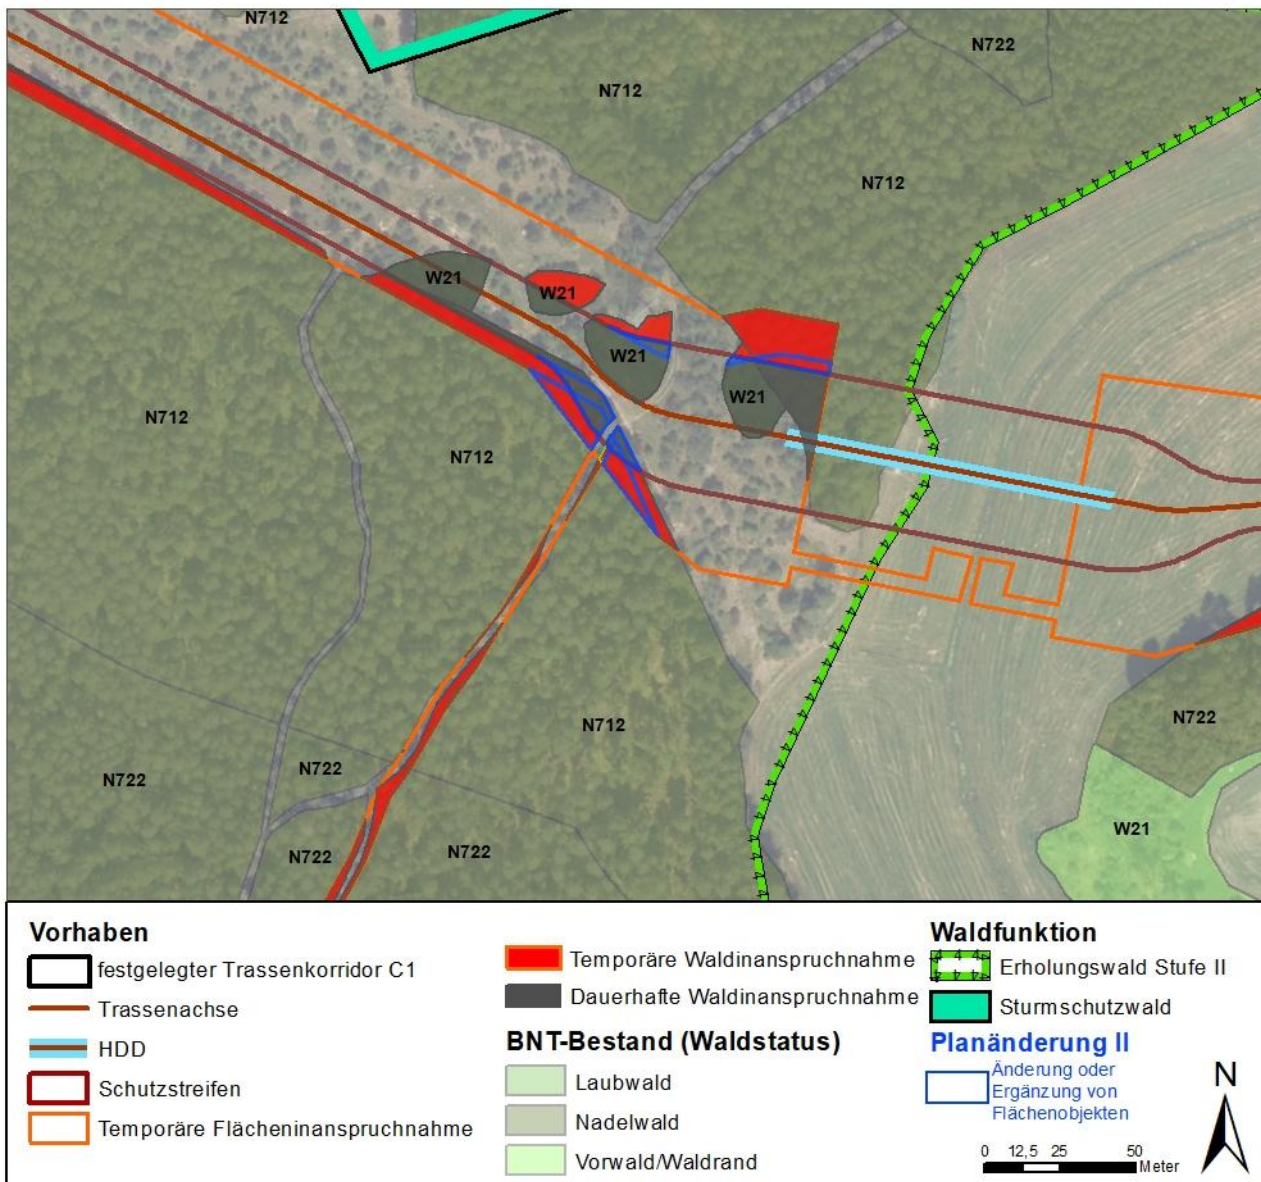 N712
N722
N712
N712
W21
W21
W21
W21
N712
N712
N712
N722
N722
N722
N722
N722
W21
Vorhaben
festgelegter Trassenkorridor C1
Trassenachse
HDD
Schutzstreifen
Temporäre Flächeninanspruchnahme
Temporäre Waldinanspruchnahme
Dauerhafte Waldinanspruchnahme
BNT-Bestand (Waldstatus)
Laubwald
Nadelwald
Vorwald/Waldrand
Waldfunktion
Erholungswald Stufe II
Sturmschutzwald
Planänderung II
Änderung oder
Ergänzung von
Flächenobjekten
N
0 12,5 25 50
Meter